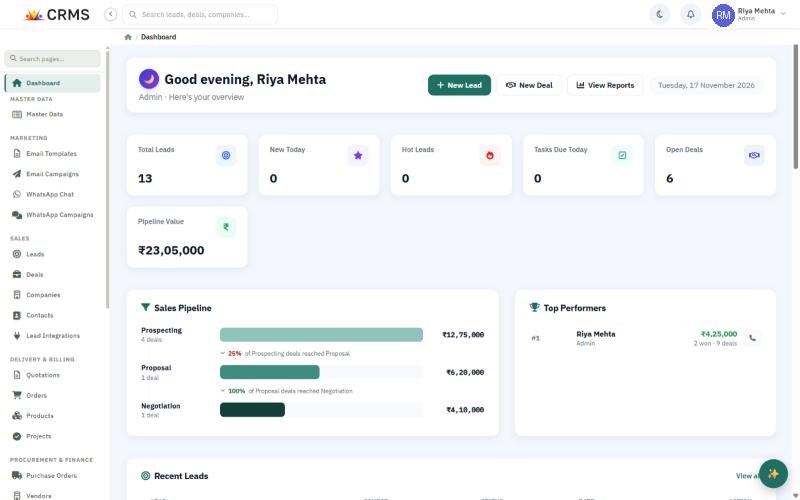 CRMS
Search leads, deals, companies...
RM
Riya Mehta
Admin
/ Dashboard
Search pages...
Dashboard
MASTER DATA
Master Data
MARKETING
Email Templates
Email Campaigns
WhatsApp Chat
WhatsApp Campaigns
SALES
Leads
Deals
Companies
Contacts
Lead Integrations
DELIVERY & BILLING
Quotations
Orders
Products
Projects
PROCUREMENT & FINANCE
Purchase Orders
Vendors
Good evening, Riya Mehta
Admin · Here's your overview
+ New Lead
New Deal
View Reports
Tuesday, 17 November 2026
Total Leads
13
New Today
0
Hot Leads
0
Tasks Due Today
0
Open Deals
6
Pipeline Value
₹
₹23,05,000
Sales Pipeline
Prospecting
4 deals
₹12,75,000
25% of Prospecting deals reached Proposal
Proposal
1 deal
₹6,20,000
100% of Proposal deals reached Negotiation
Negotiation
1 deal
₹4,10,000
Top Performers
#1
Riya Mehta
Admin
₹4,25,000
2 won · 9 deals
Recent Leads
View